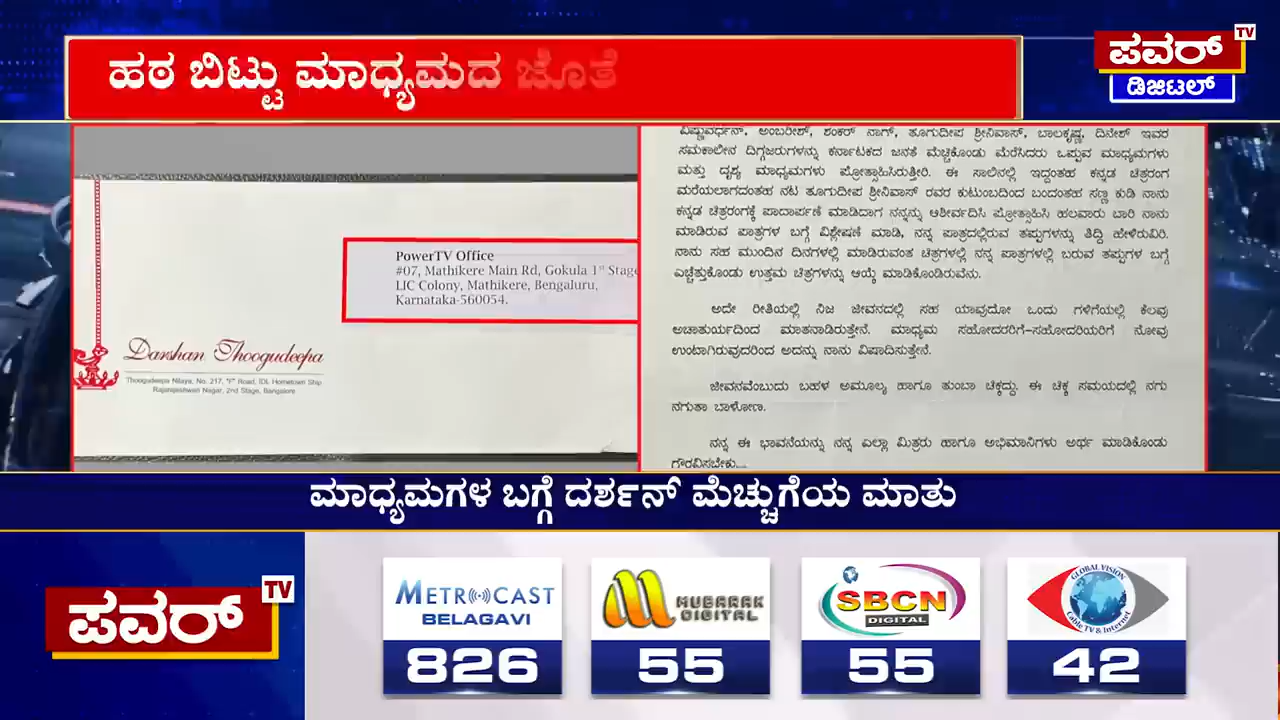 ಹಠ ಬಿಟ್ಟು ಮಾಧ್ಯಮದ ಜೊತೆ
ಪವರ್ TV
ಡಿಜಿಟಲ್
PowerTV Office
#07, Mathikere Main Rd, Gokula 1st Stage
LIC Colony, Mathikere, Bengaluru,
Karnataka-560054.
Darshan Thoogudeepa
Thoogudeepa Nilaya, No. 217, "F" Road, IDL Hometown Ship
Rajarajeshwari Nagar, 2nd Stage, Bangalore
ವಿಷ್ಣುವರ್ಧನ್, ಅಂಬರೀಶ್, ಶಂಕರ್ ನಾಗ್, ತೂಗುದೀಪ ಶ್ರೀನಿವಾಸ್, ಬಾಲಕೃಷ್ಣ, ದಿನೇಶ್ ಇವರ
ಸಮಕಾಲೀನ ದಿಗ್ಗಜರುಗಳನ್ನು ಕರ್ನಾಟಕದ ಜನತೆ ಮೆಚ್ಚಿಕೊಂಡು ಮೆರೆಸಿದರು ಒಪ್ಪುವ ಮಾಧ್ಯಮಗಳು
ಮತ್ತು ದೃಶ್ಯ ಮಾಧ್ಯಮಗಳು ಪ್ರೋತ್ಸಾಹಿಸಿರುತ್ತೀರಿ. ಈ ಸಾಲಿನಲ್ಲಿ ಇದ್ದಂತಹ ಕನ್ನಡ ಚಿತ್ರರಂಗ
ಮರೆಯಲಾಗದಂತಹ ನಟ ತೂಗುದೀಪ ಶ್ರೀನಿವಾಸ್ ರವರ ಕುಟುಂಬದಿಂದ ಬಂದಂತಹ ಸಣ್ಣ ಕುಡಿ ನಾನು
ಕನ್ನಡ ಚಿತ್ರರಂಗಕ್ಕೆ ಪಾದಾರ್ಪಣೆ ಮಾಡಿದಾಗ ನನ್ನನ್ನು ಆಶೀರ್ವದಿಸಿ ಪ್ರೋತ್ಸಾಹಿಸಿ ಹಲವಾರು ಬಾರಿ ನಾನು
ಮಾಡಿರುವ ಪಾತ್ರಗಳ ಬಗ್ಗೆ ವಿಶ್ಲೇಷಣೆ ಮಾಡಿ, ನನ್ನ ಪಾತ್ರದಲ್ಲಿರುವ ತಪ್ಪುಗಳನ್ನು ತಿದ್ದಿ ಹೇಳಿರುವಿರಿ.
ನಾನು ಸಹ ಮುಂದಿನ ದಿನಗಳಲ್ಲಿ ಮಾಡಿರುವಂತ ಚಿತ್ರಗಳಲ್ಲಿ ನನ್ನ ಪಾತ್ರಗಳಲ್ಲಿ ಬರುವ ತಪ್ಪುಗಳ ಬಗ್ಗೆ
ಎಚ್ಚೆತ್ತುಕೊಂಡು ಉತ್ತಮ ಚಿತ್ರಗಳನ್ನು ಆಯ್ಕೆ ಮಾಡಿಕೊಂಡಿರುವೆನು.
ಅದೇ ರೀತಿಯಲ್ಲಿ ನಿಜ ಜೀವನದಲ್ಲಿ ಸಹ ಯಾವುದೋ ಒಂದು ಗಳಿಗೆಯಲ್ಲಿ ಕೆಲವು
ಅಚಾತುರ್ಯದಿಂದ ಮಾತನಾಡಿರುತ್ತೇನೆ. ಮಾಧ್ಯಮ ಸಹೋದರರಿಗೆ-ಸಹೋದರಿಯರಿಗೆ ನೋವು
ಉಂಟಾಗಿರುವುದರಿಂದ ಅದನ್ನು ನಾನು ವಿಷಾದಿಸುತ್ತೇನೆ.
ಜೀವನವೆಂಬುದು ಬಹಳ ಅಮೂಲ್ಯ ಹಾಗೂ ತುಂಬಾ ಚಿಕ್ಕದ್ದು. ಈ ಚಿಕ್ಕ ಸಮಯದಲ್ಲಿ ನಗು
ನಗುತಾ ಬಾಳೋಣ.
ನನ್ನ ಈ ಭಾವನೆಯನ್ನು ನನ್ನ ಎಲ್ಲಾ ಮಿತ್ರರು ಹಾಗೂ ಅಭಿಮಾನಿಗಳು ಅರ್ಥ ಮಾಡಿಕೊಂಡು
ಗೌರವಿಸಬೇಕು....
ಮಾಧ್ಯಮಗಳ ಬಗ್ಗೆ ದರ್ಶನ್ ಮೆಚ್ಚುಗೆಯ ಮಾತು
ಪವರ್ TV
METROCAST
BELAGAVI
826
MUBARAK
DIGITAL
55
SBCN
DIGITAL
55
GLOBAL VISION
Cable TV & Internet
42